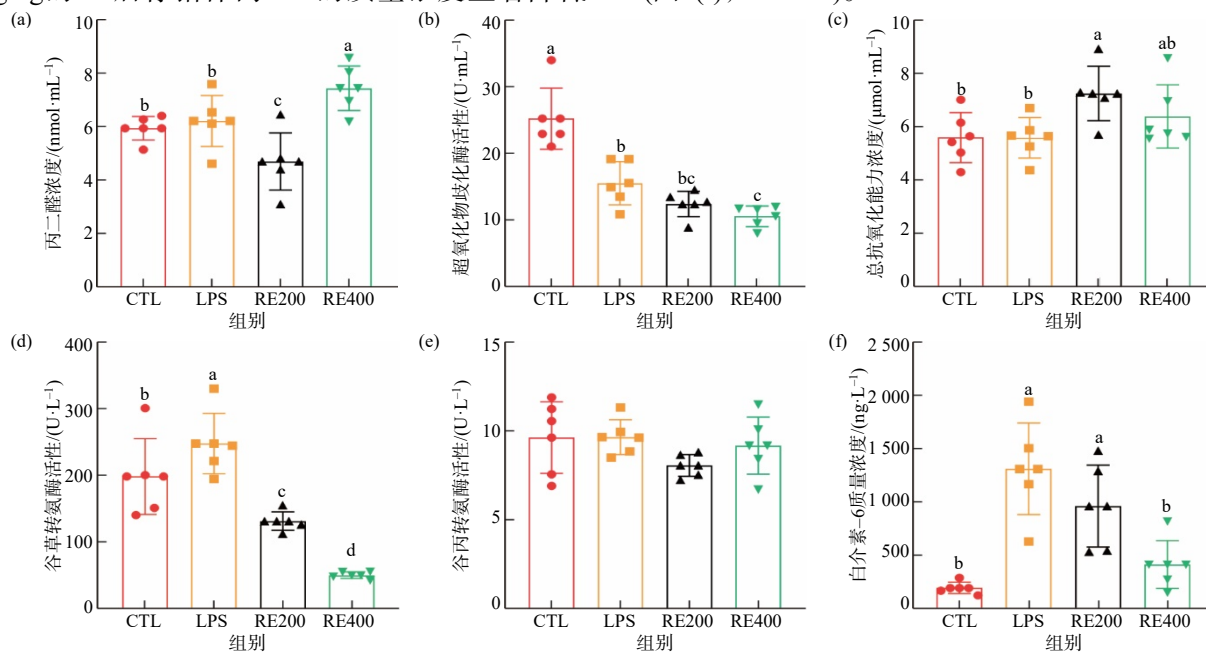 (a)
丙二醛浓度/(nmol·mL⁻¹)
10
8
6
4
2
0
b
b
c
a
CTL LPS RE200 RE400
组别
(b)
超氧化物歧化酶活性/(U·mL⁻¹)
40
30
20
10
0
a
b
bc
c
CTL LPS RE200 RE400
组别
(c)
总抗氧化能力浓度/(μmol·mL⁻¹)
10
8
6
4
2
0
b
b
a
ab
CTL LPS RE200 RE400
组别
(d)
谷草转氨酶活性/(U·L⁻¹)
400
300
200
100
0
b
a
c
d
CTL LPS RE200 RE400
组别
(e)
谷丙转氨酶活性/(U·L⁻¹)
15
10
5
0
CTL LPS RE200 RE400
组别
(f)
白介素-6质量浓度/(ng·L⁻¹)
2 500
2 000
1 500
1 000
500
0
b
a
a
b
CTL LPS RE200 RE400
组别